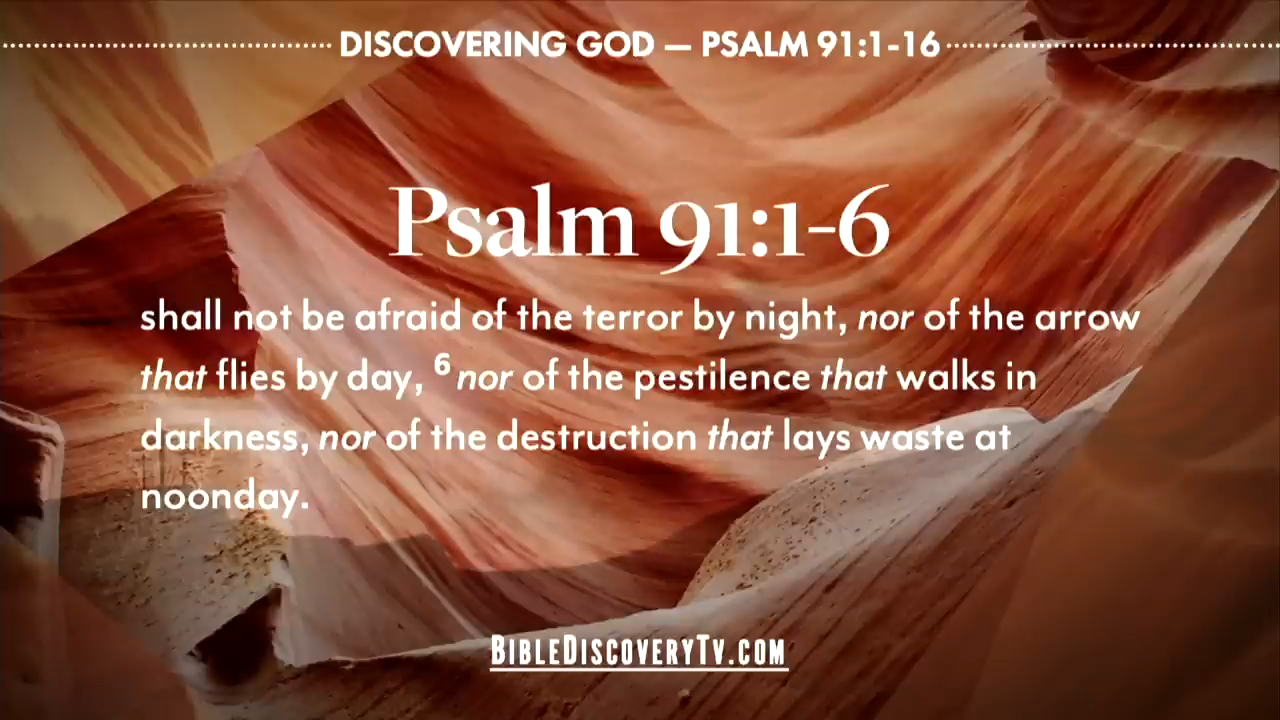 DISCOVERING GOD — PSALM 91:1-16
Psalm 91:1-6
shall not be afraid of the terror by night, nor of the arrow
that flies by day, 6 nor of the pestilence that walks in
darkness, nor of the destruction that lays waste at
noonday.
BIBLEDISCOVERYTV.COM